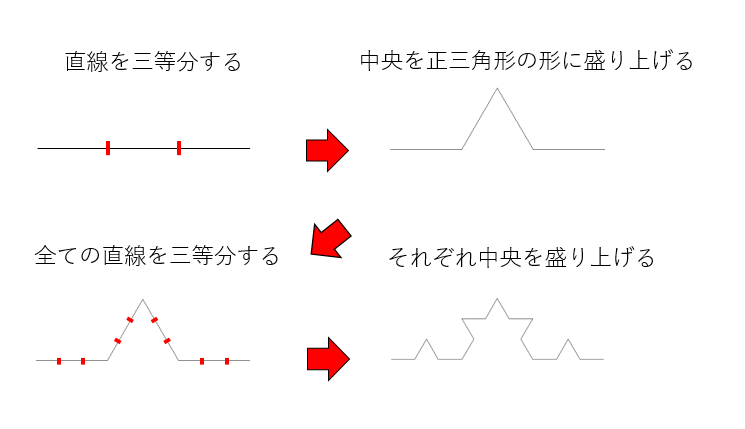 直線を三等分する
中央を正三角形の形に盛り上げる
全ての直線を三等分する
それぞれ中央を盛り上げる